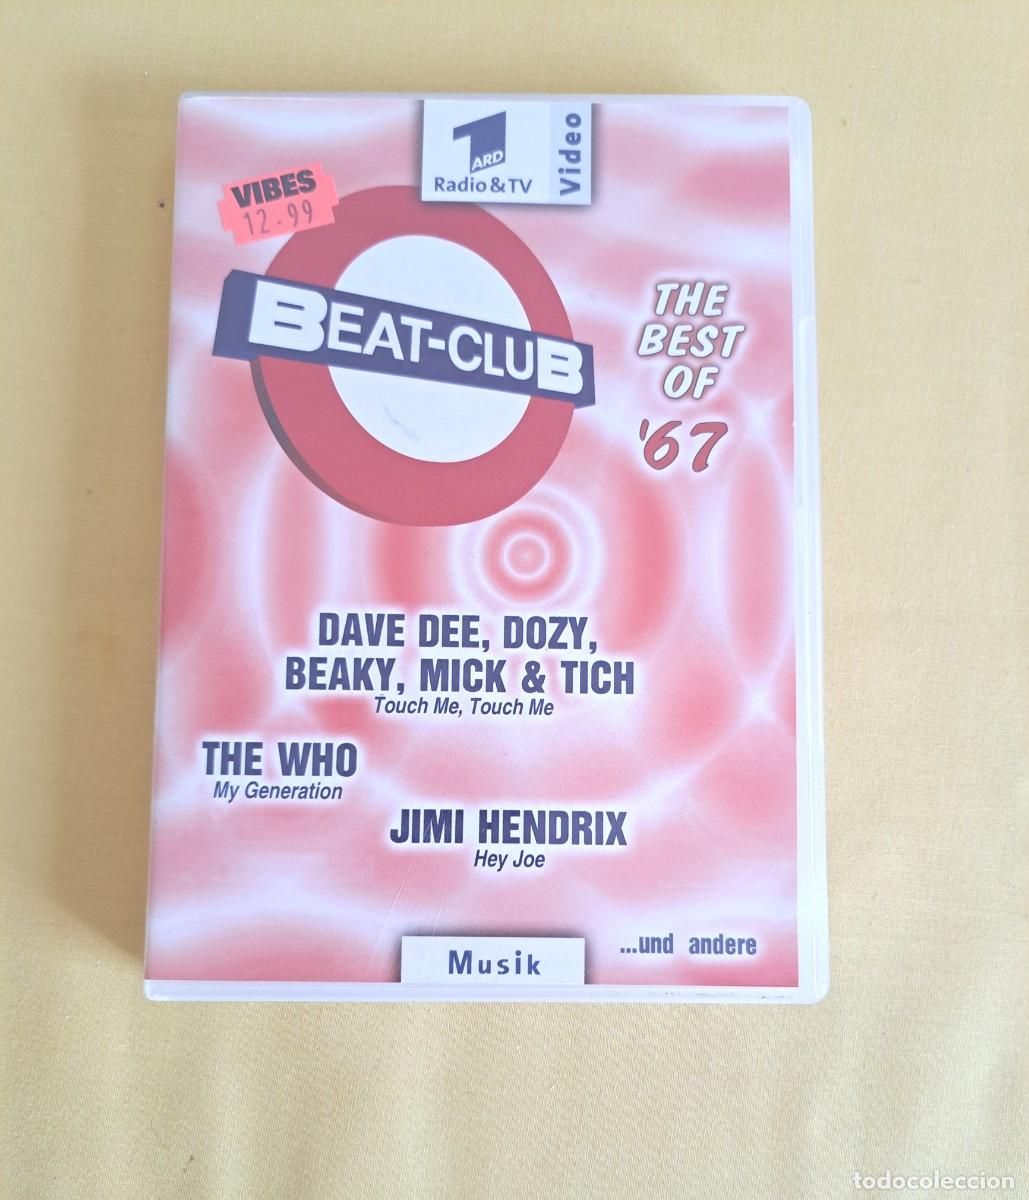 1
ARD
Radio & TV
Video
VIBES
12.99
BEAT-CLUB
THE
BEST
OF
'67
DAVE DEE, DOZY,
BEAKY, MICK & TICH
Touch Me, Touch Me
THE WHO
My Generation
JIMI HENDRIX
Hey Joe
...und andere
Musik
todocoleccion